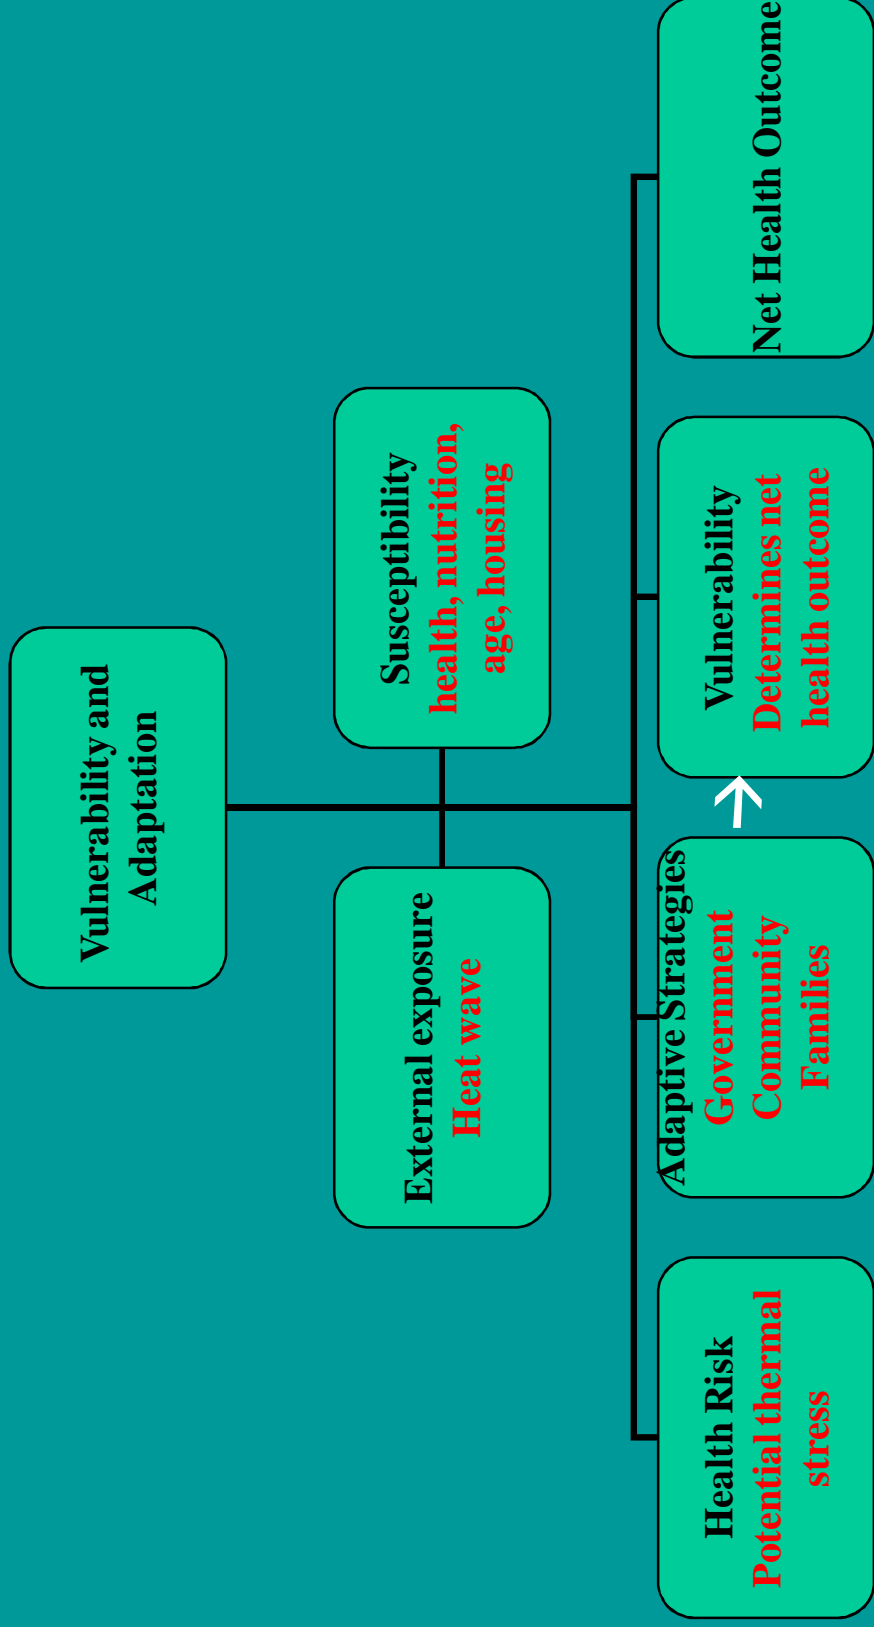 Vulnerability and
Adaptation
External exposure
Heat wave
Susceptibility
health, nutrition,
age, housing
Health Risk
Potential thermal
stress
Adaptive Strategies
Government
Community
Families
Vulnerability
Determines net
health outcome
Net Health Outcome